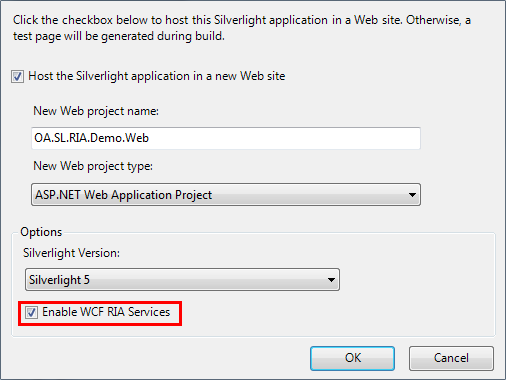 Click the checkbox below to host this Silverlight application in a Web site. Otherwise, a
test page will be generated during build.
Host the Silverlight application in a new Web site
New Web project name:
OA.SL.RIA.Demo.Web
New Web project type:
ASP.NET Web Application Project
Options
Silverlight Version:
Silverlight 5
Enable WCF RIA Services
OK
Cancel